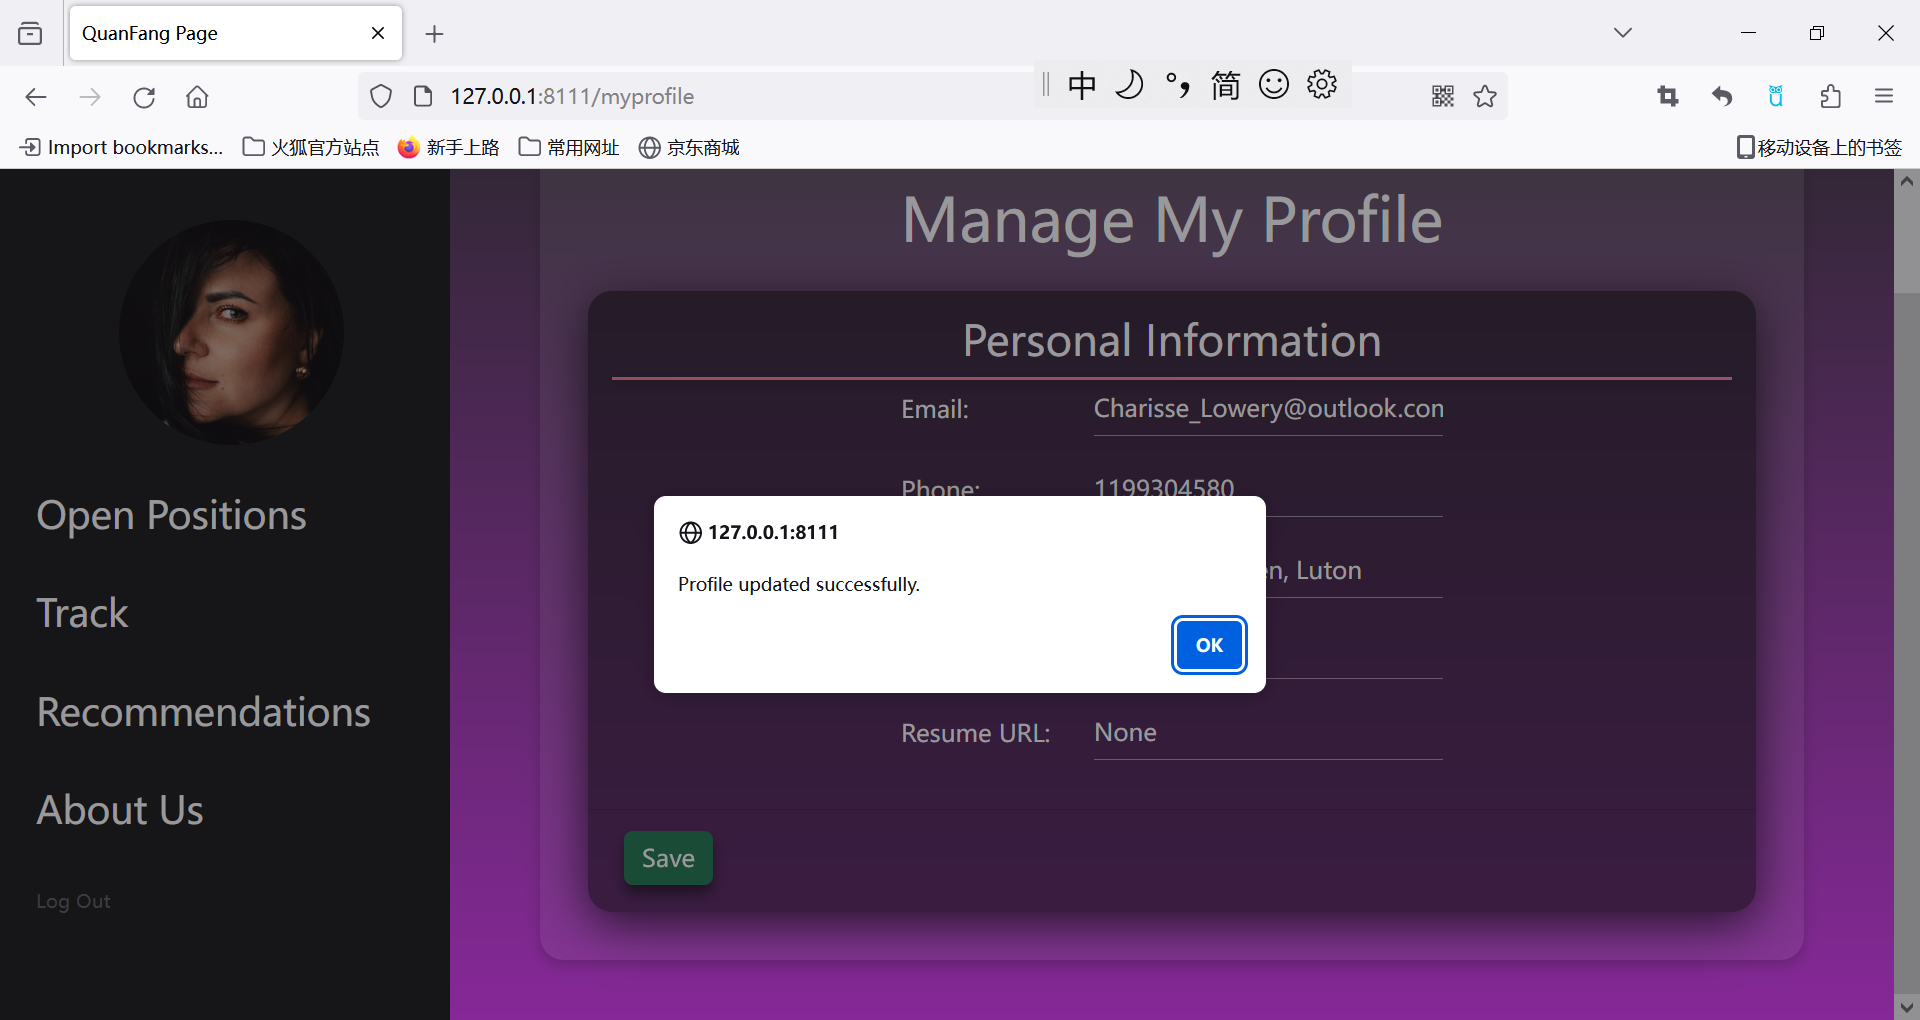 QuanFang Page
127.0.0.1:8111/myprofile
中 简
Import bookmarks... 火狐官方站点 新手上路 常用网址 京东商城 移动设备上的书签
Manage My Profile
Personal Information
Email: Charisse_Lowery@outlook.con
Phone: 1199304580
Luton
127.0.0.1:8111
Profile updated successfully.
OK
Resume URL: None
Save
Open Positions
Track
Recommendations
About Us
Log Out